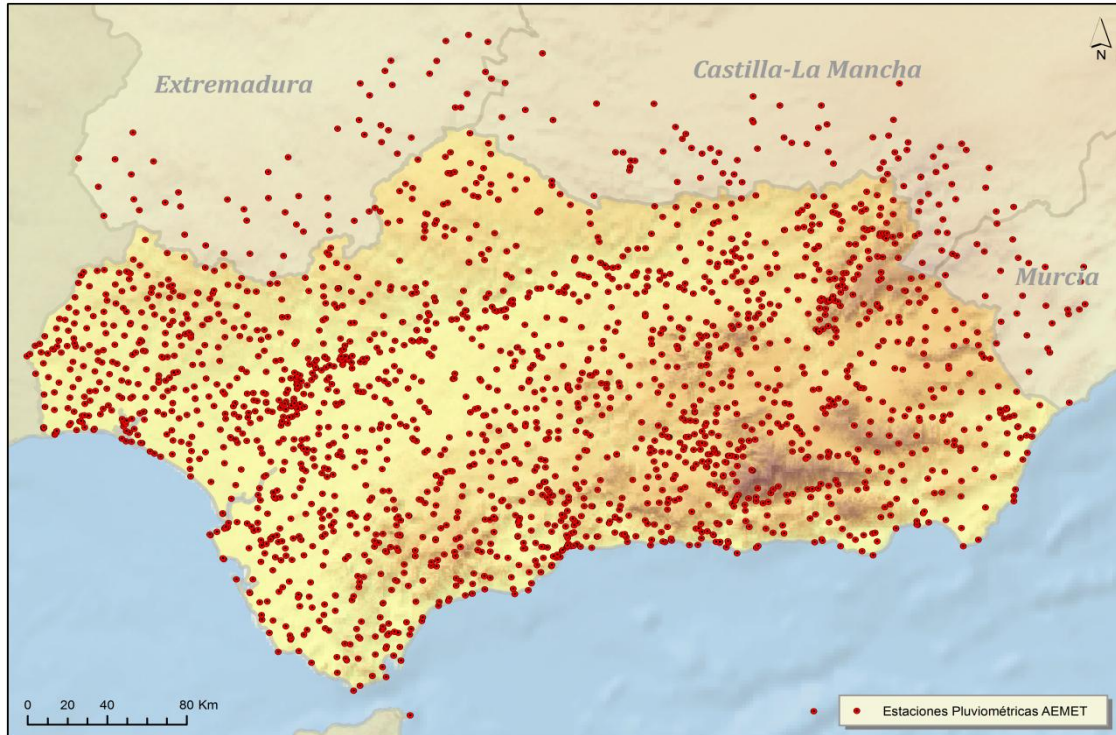 N
Extremadura
Castilla-La Mancha
Murcia
0 20 40 80 Km
Estaciones Pluviométricas AEMET